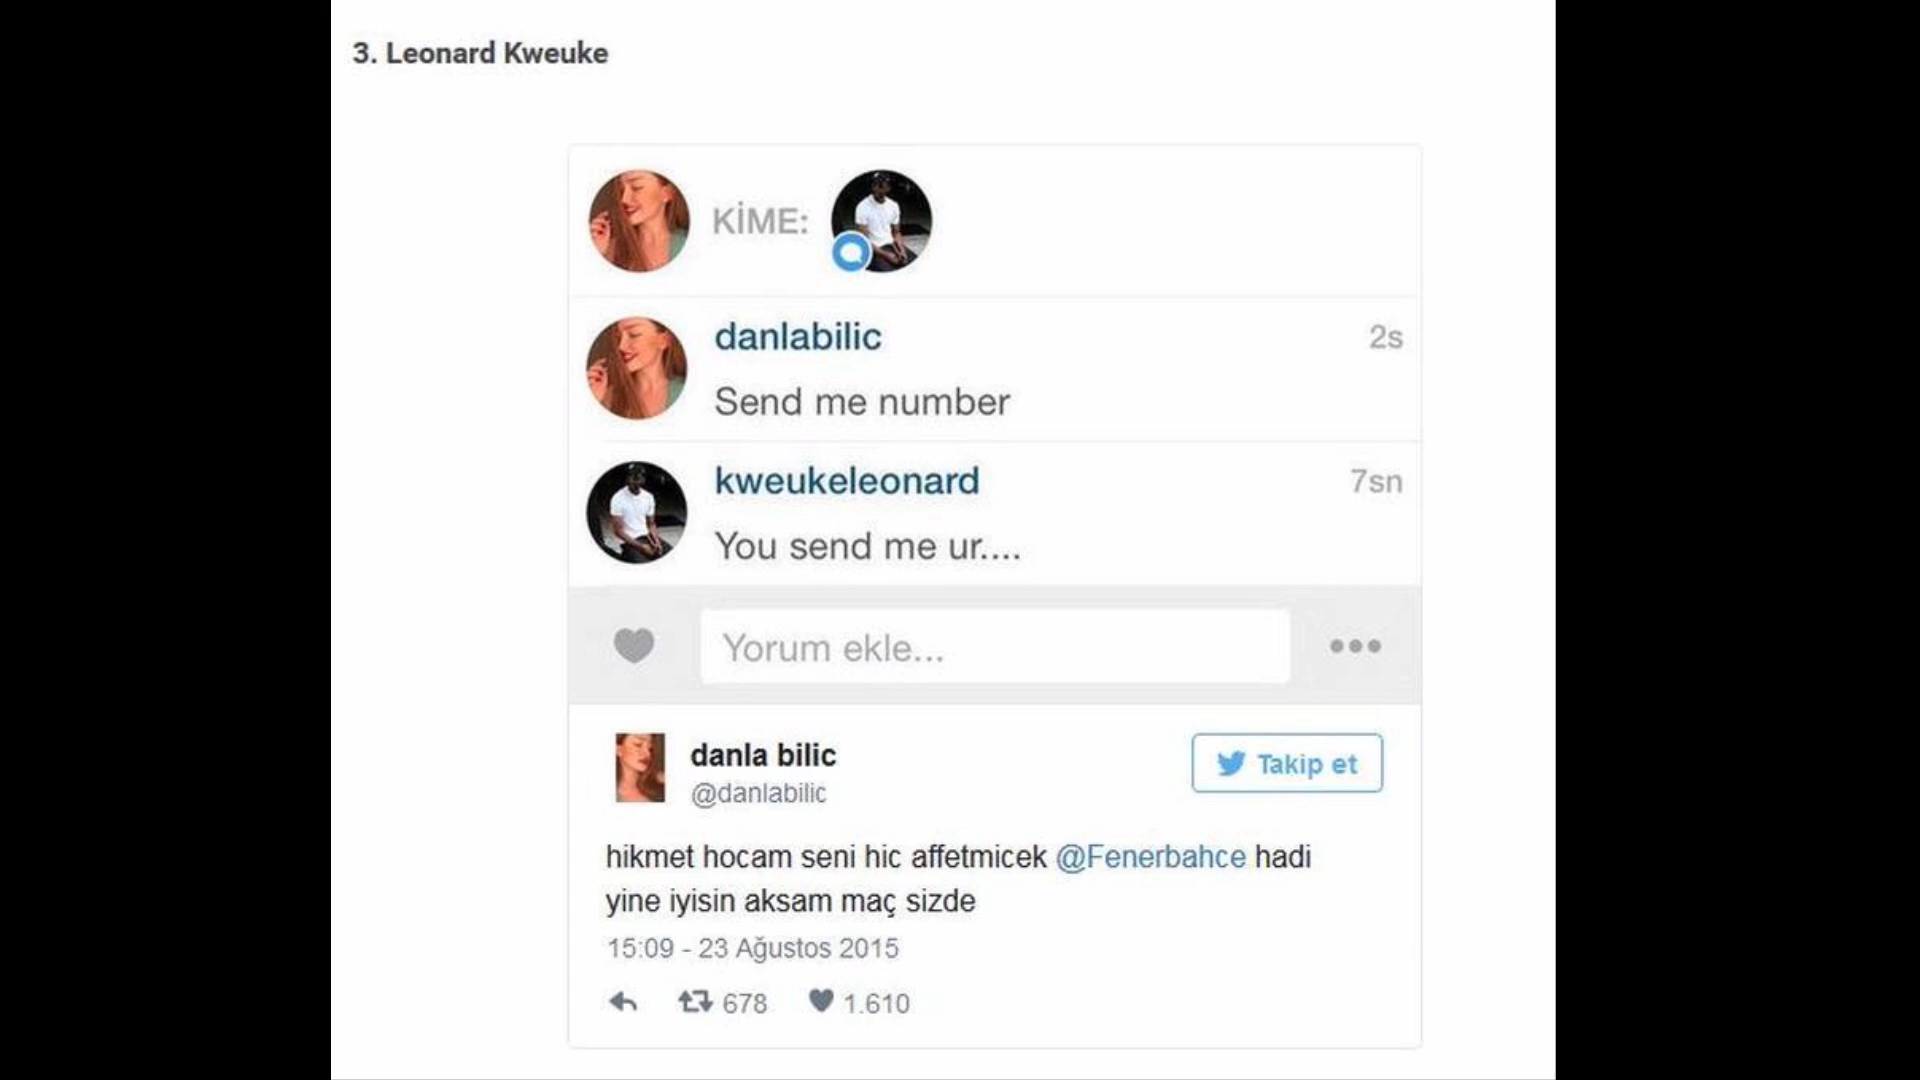 3. Leonard Kweuke
KİME:
danlabilic 2s
Send me number
kweukeleonard 7sn
You send me ur....
Yorum ekle...
danla bilic
@danlabilic
Takip et
hikmet hocam seni hic affetmicek @Fenerbahce hadi
yine iyisin aksam maç sizde
15:09 - 23 Ağustos 2015
678 1.610